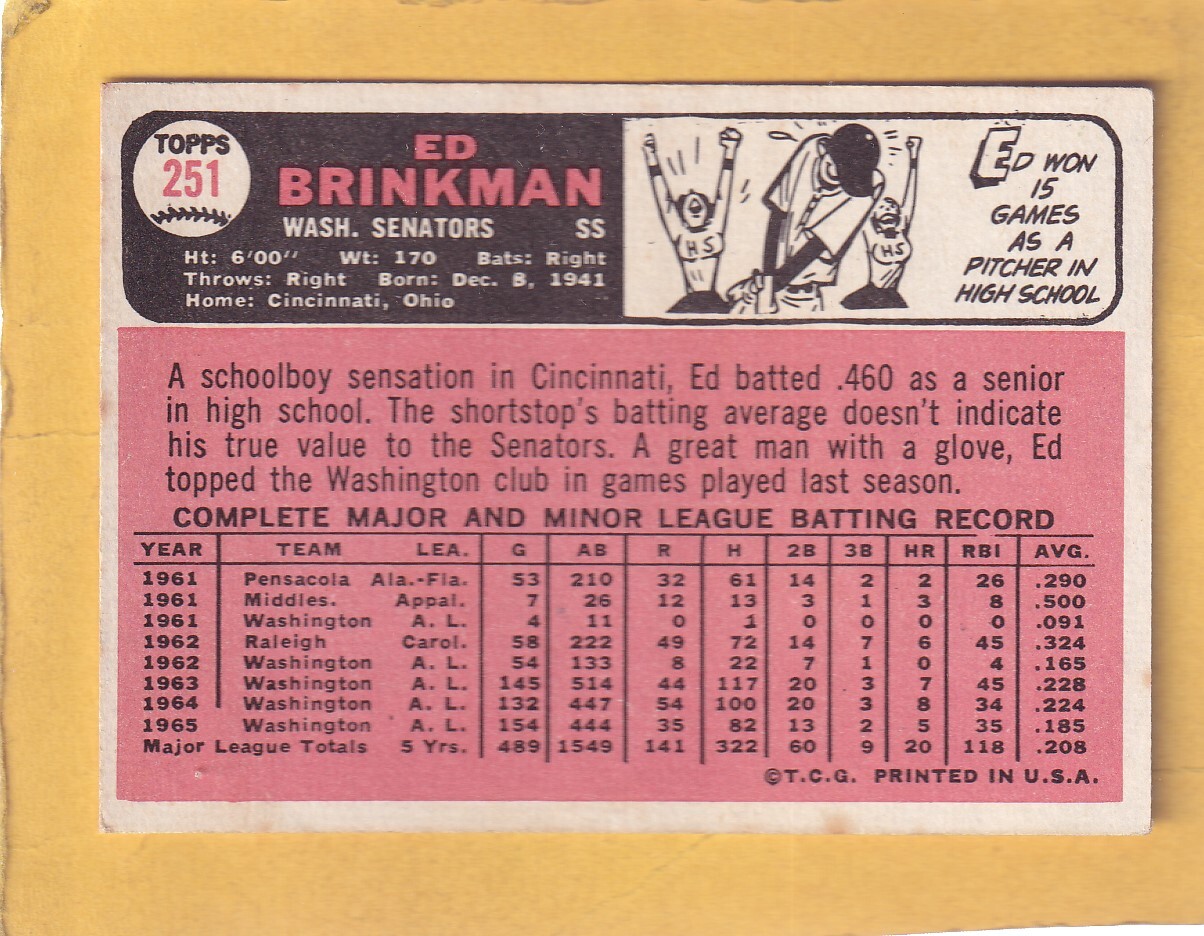 TOPPS
251
ED
BRINKMAN
WASH. SENATORS SS
Ht: 6'00" Wt: 170 Bats: Right
Throws: Right Born: Dec. 8, 1941
Home: Cincinnati, Ohio
HS
HS
ED WON
15
GAMES
AS A
PITCHER IN
HIGH SCHOOL
A schoolboy sensation in Cincinnati, Ed batted .460 as a senior
in high school. The shortstop's batting average doesn't indicate
his true value to the Senators. A great man with a glove, Ed
topped the Washington club in games played last season.
COMPLETE MAJOR AND MINOR LEAGUE BATTING RECORD
YEAR TEAM LEA. G AB R H 2B 3B HR RBI AVG.
1961 Pensacola Ala.-Fla. 53 210 32 61 14 2 2 26 .290
1961 Middles. Appal. 7 26 12 13 3 1 3 8 .500
1961 Washington A. L. 4 11 0 1 0 0 0 0 .091
1962 Raleigh Carol. 58 222 49 72 14 7 6 45 .324
1962 Washington A. L. 54 133 8 22 7 1 0 4 .165
1963 Washington A. L. 145 514 44 117 20 3 7 45 .228
1964 Washington A. L. 132 447 54 100 20 3 8 34 .224
1965 Washington A. L. 154 444 35 82 13 2 5 35 .185
Major League Totals 5 Yrs. 489 1549 141 322 60 9 20 118 .208
©T.C.G. PRINTED IN U.S.A.